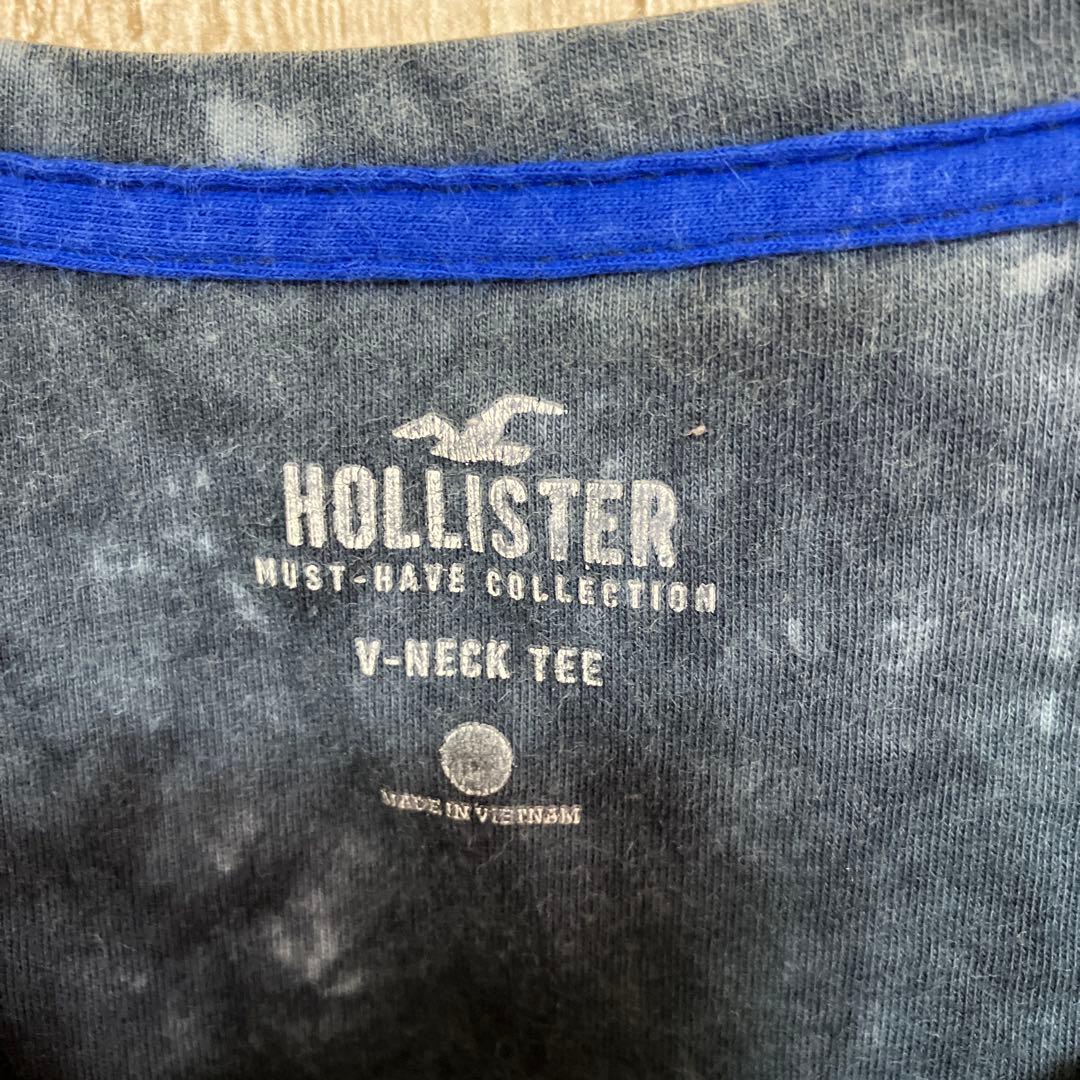 HOLLISTER
MUST-HAVE COLLECTION
V-NECK TEE
MADE IN VIETNAM